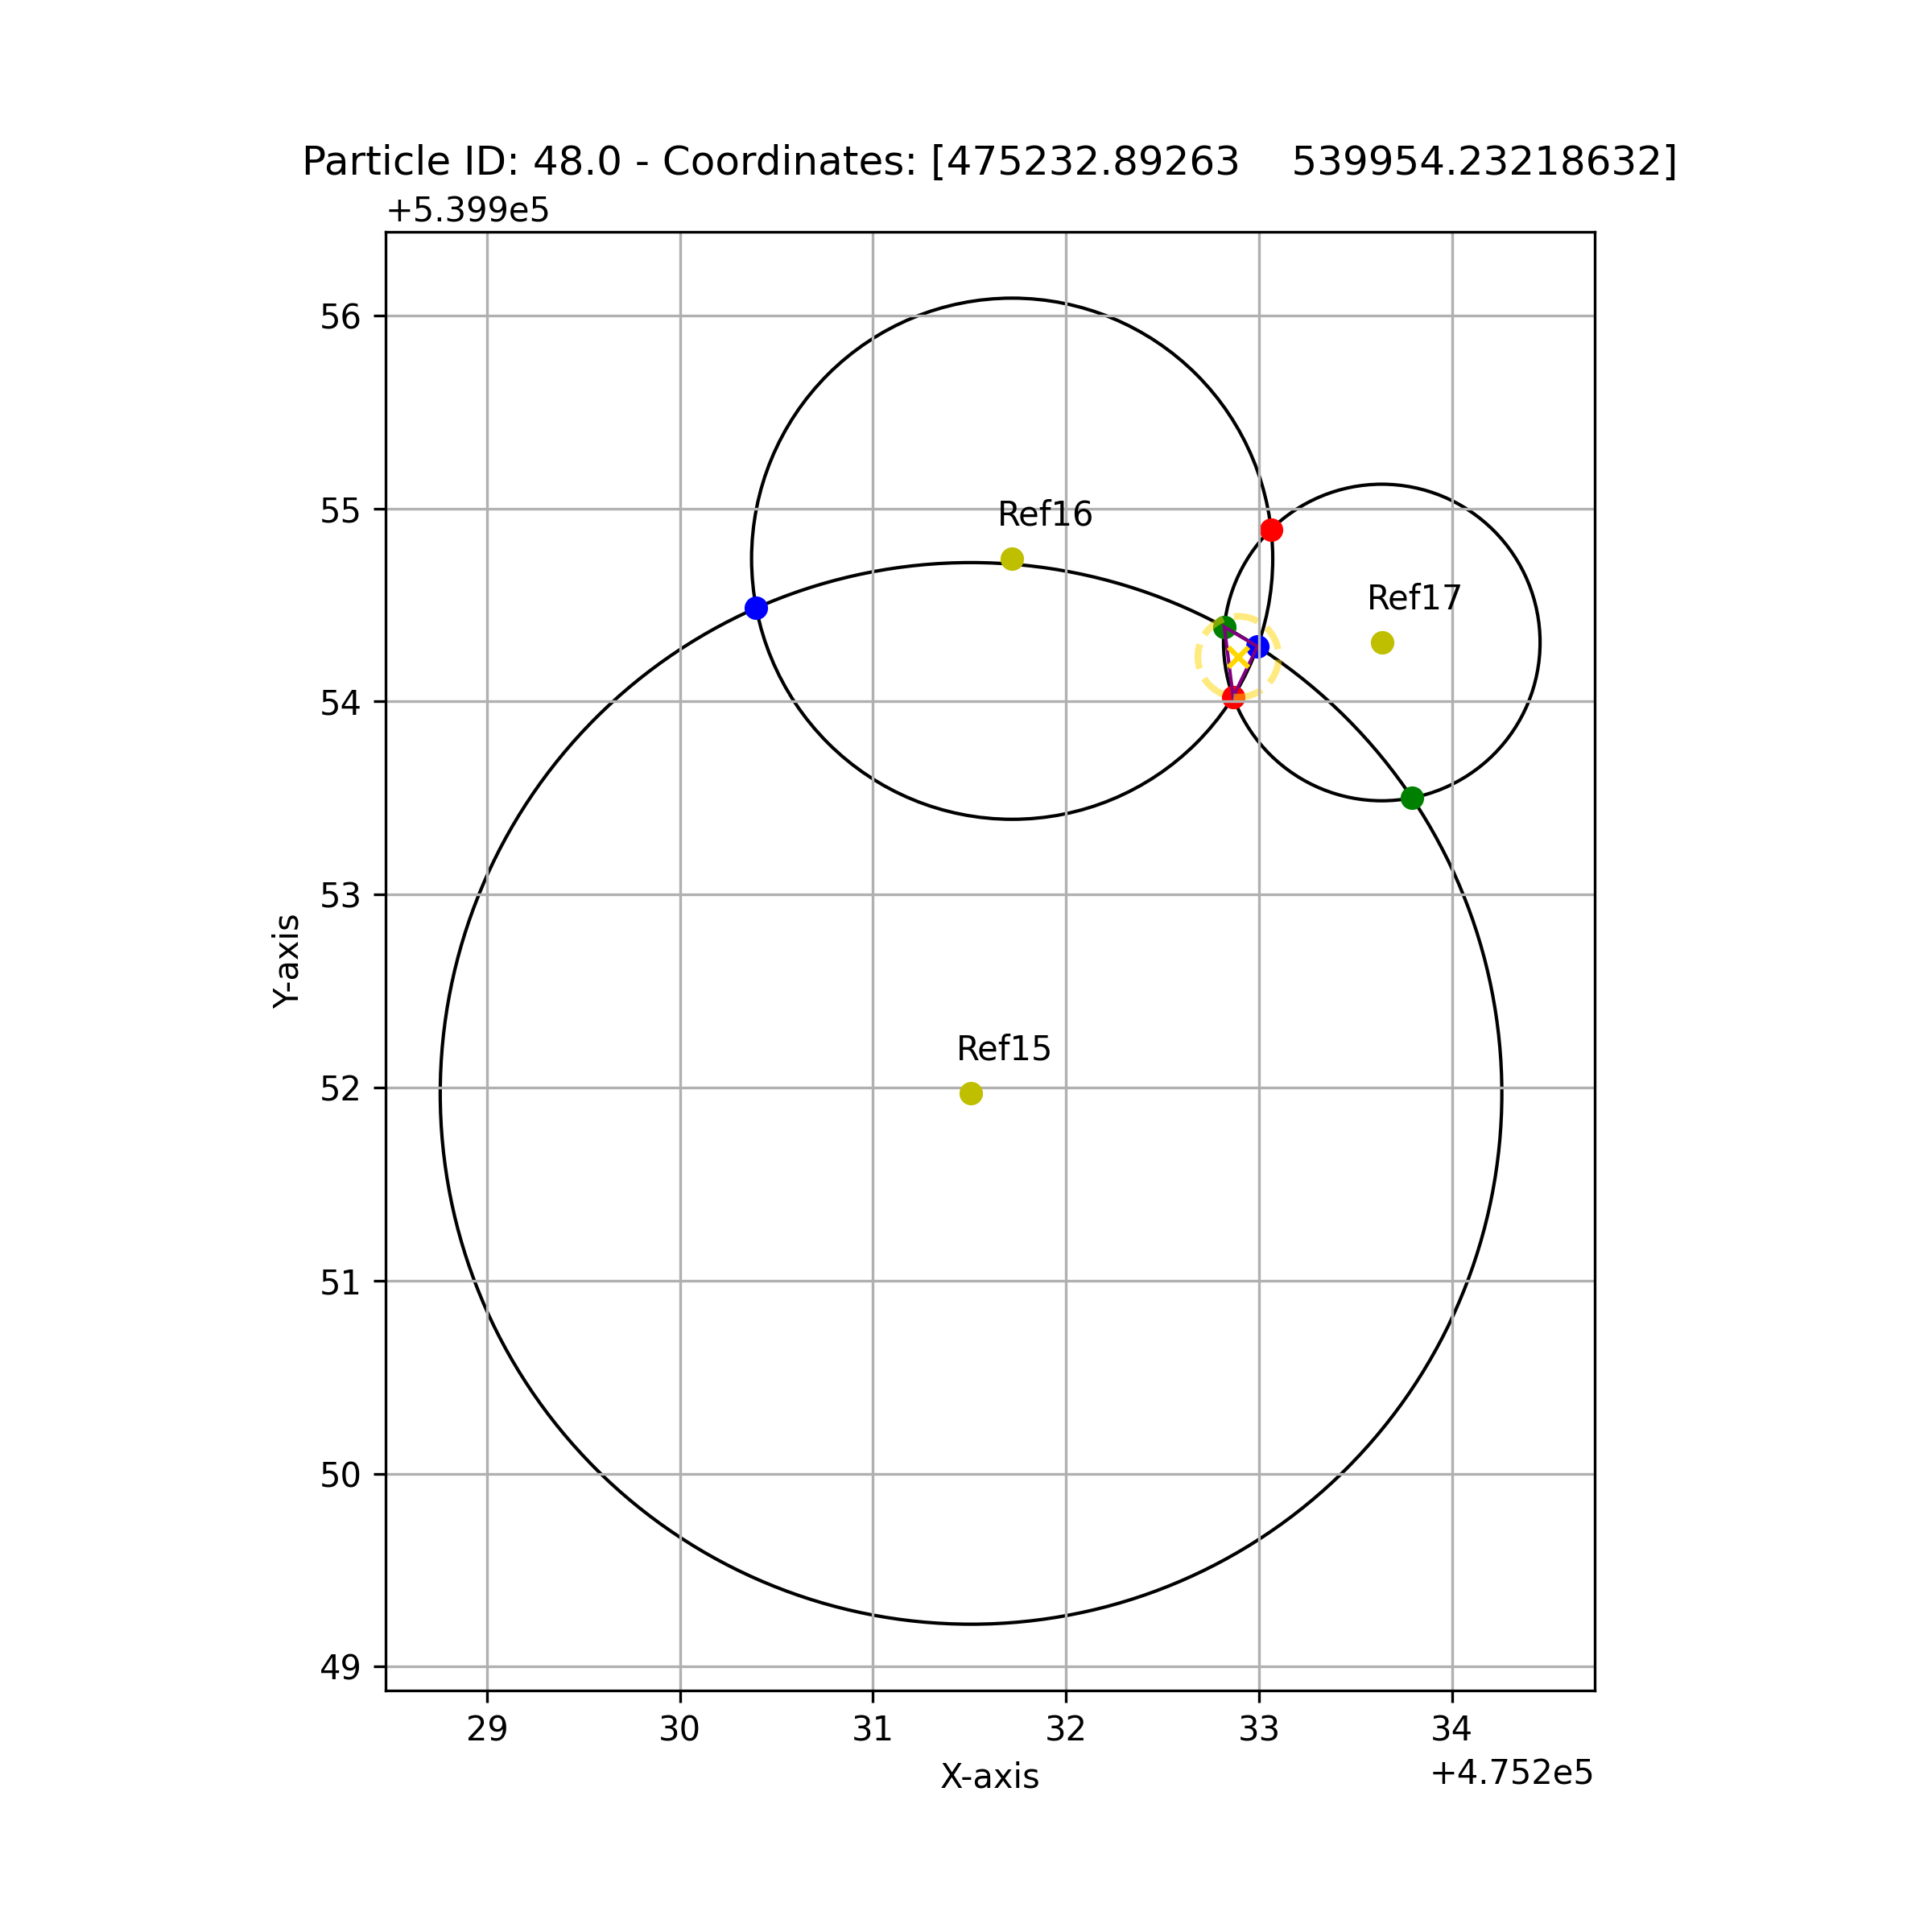 Particle ID: 48.0 - Coordinates: [475232.89263    539954.23218632]
+5.399e5
56
55
54
53
52
51
50
49
Y-axis
Ref16
Ref17
Ref15
29 30 31 32 33 34
X-axis
+4.752e5